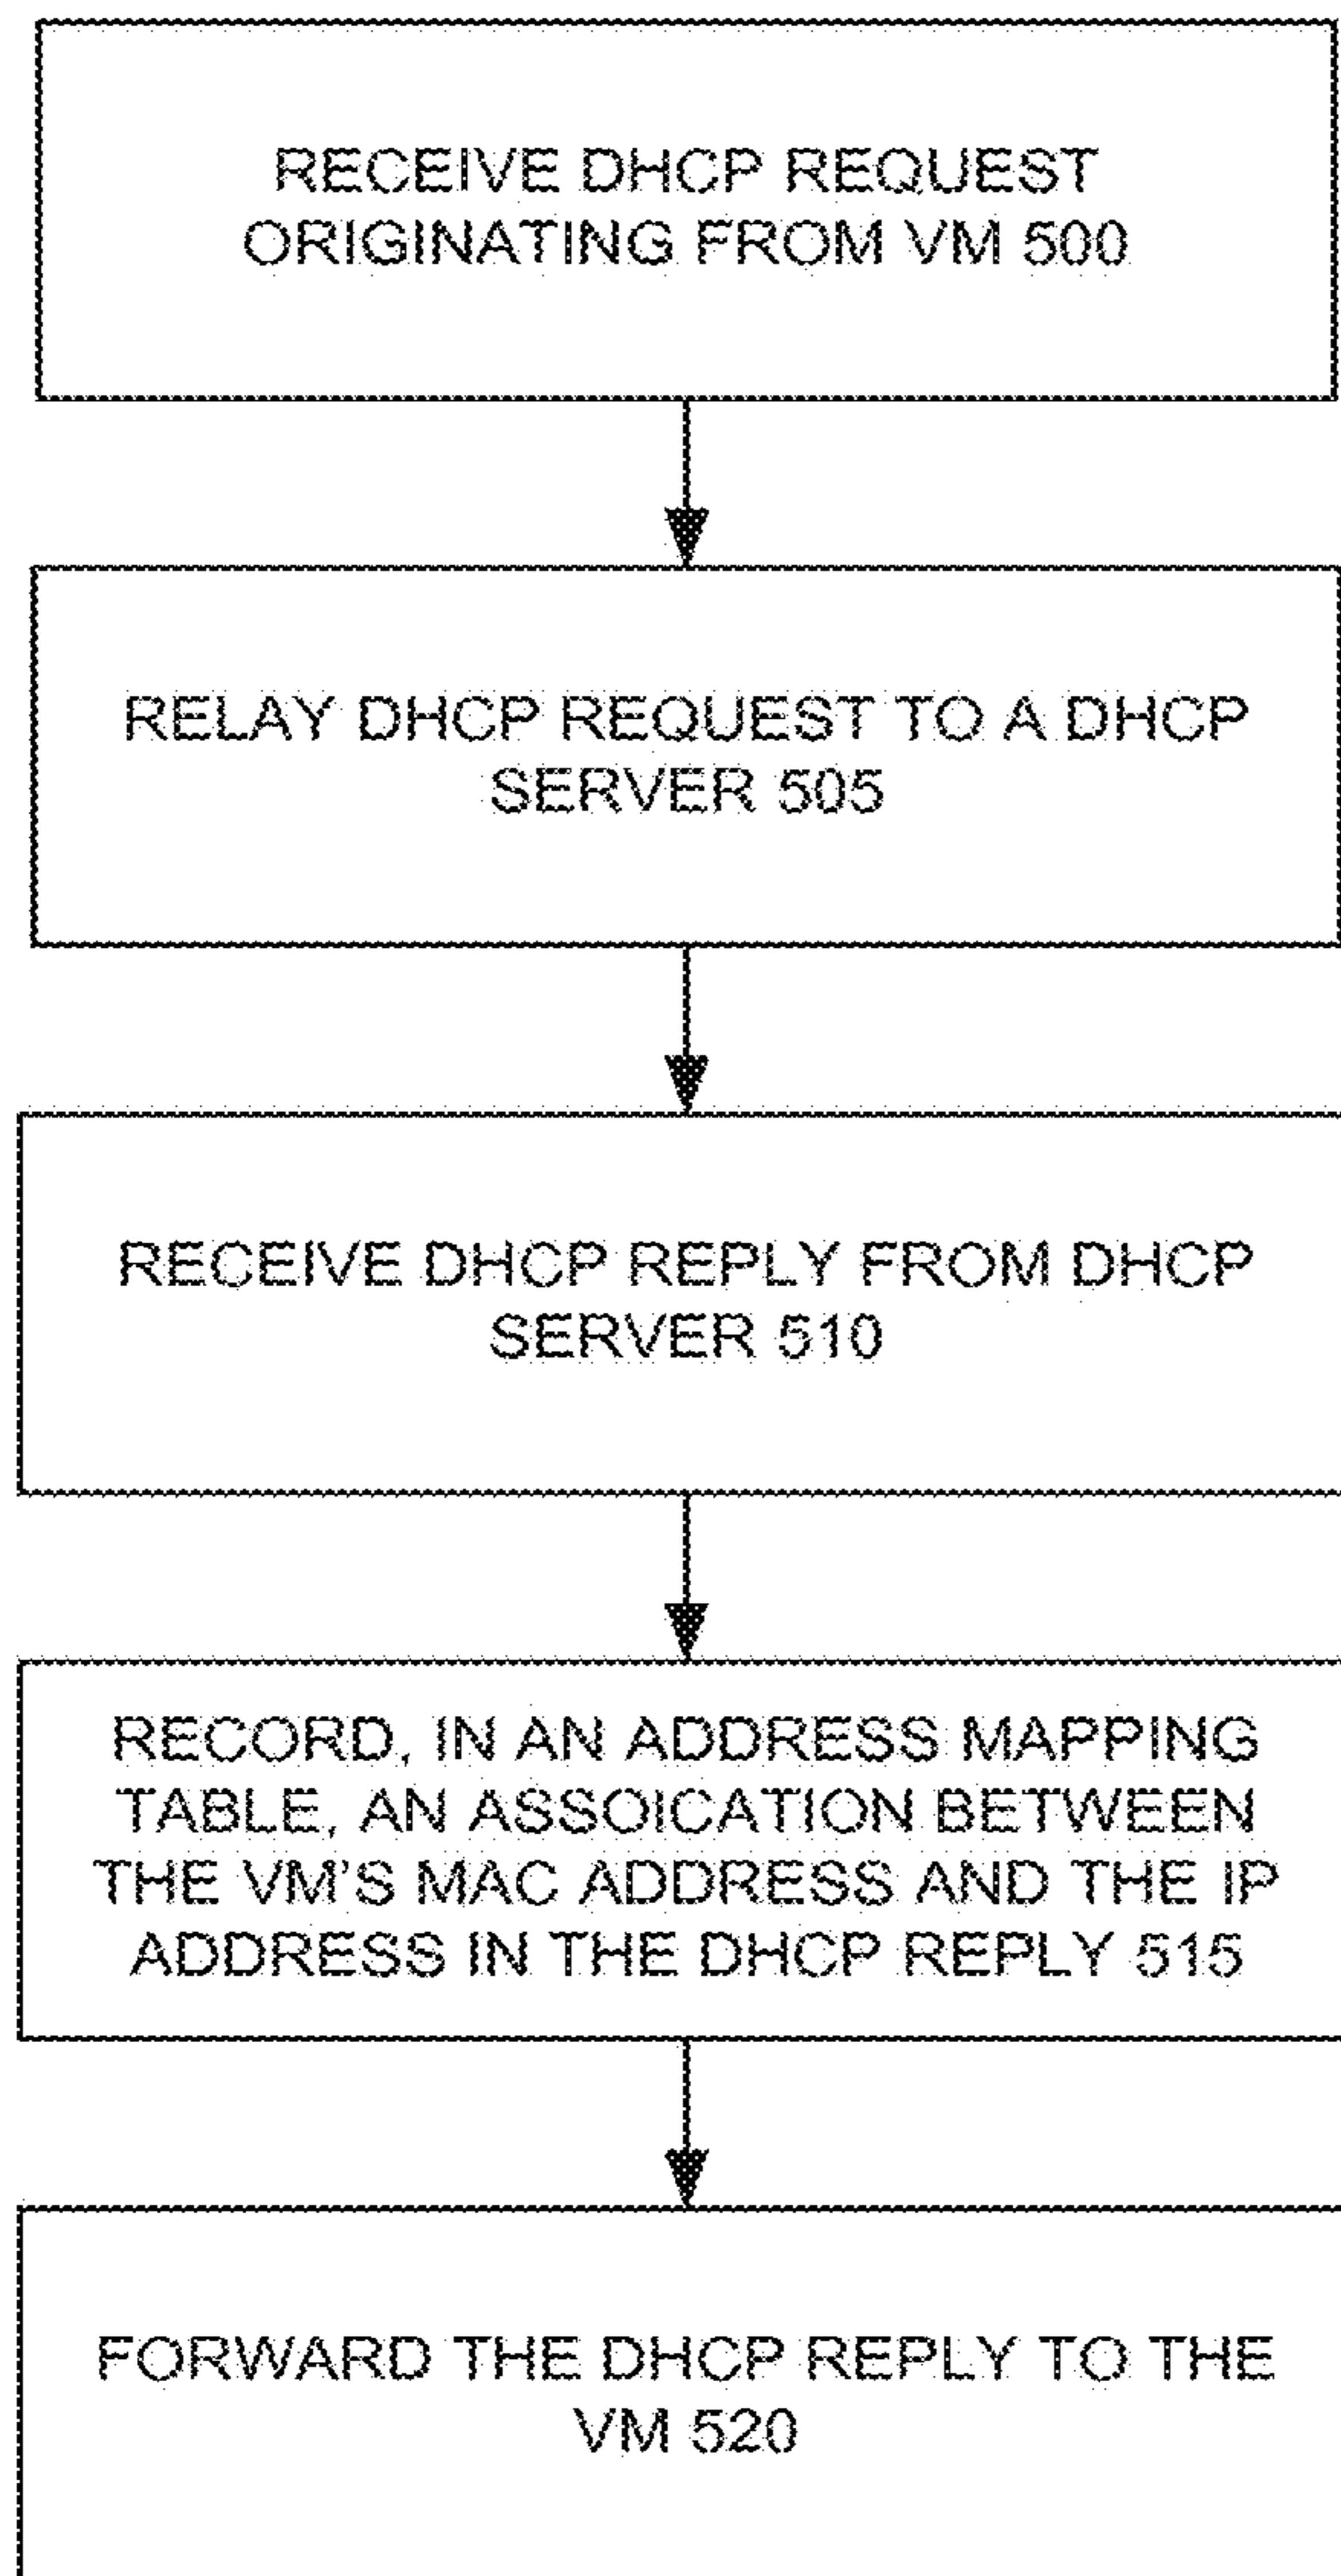 RECEIVE DHCP REQUEST
ORIGINATING FROM VM 500
RELAY DHCP REQUEST TO A DHCP
SERVER 505
RECEIVE DHCP REPLY FROM DHCP
SERVER 510
RECORD, IN AN ADDRESS MAPPING
TABLE, AN ASSOICATION BETWEEN
THE VM'S MAC ADDRESS AND THE IP
ADDRESS IN THE DHCP REPLY 515
FORWARD THE DHCP REPLY TO THE
VM 520